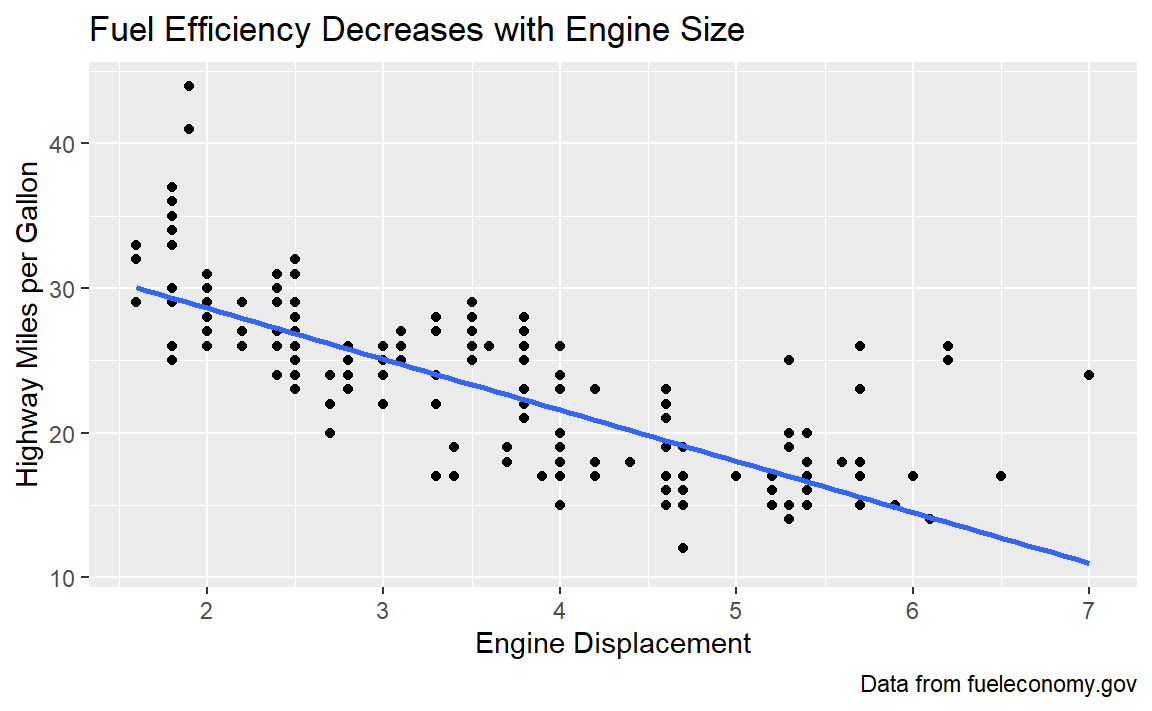 Fuel Efficiency Decreases with Engine Size
Highway Miles per Gallon
40
30
20
10
2 3 4 5 6 7
Engine Displacement
Data from fueleconomy.gov